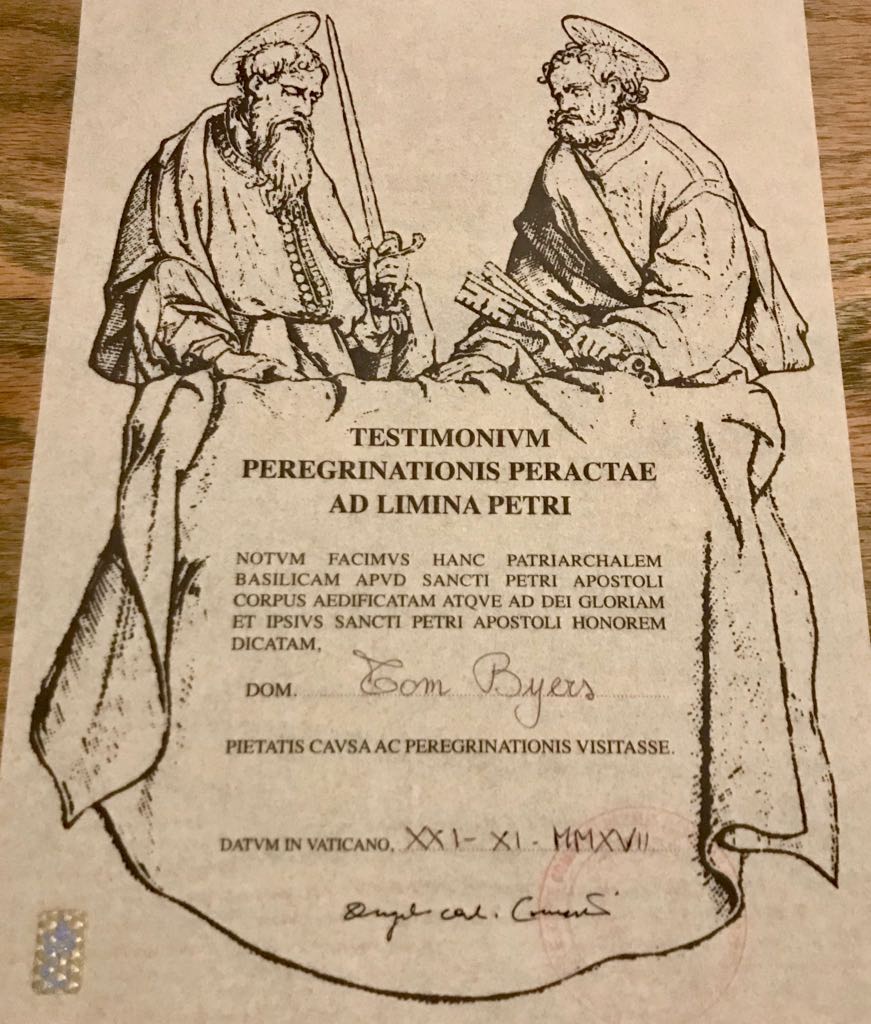 TESTIMONIVM
PEREGRINATIONIS PERACTAE
AD LIMINA PETRI
NOTVM FACIMVS HANC PATRIARCHALEM
BASILICAM APVD SANCTI PETRI APOSTOLI
CORPUS AEDIFICATAM ATQVE AD DEI GLORIAM
ET IPSIVS SANCTI PETRI APOSTOLI HONOREM
DICATAM,
DOM. Tom Byers
PIETATIS CAVSA AC PEREGRINATIONIS VISITASSE.
DATVM IN VATICANO, XXI - XI - MMXVII
Angelo card.